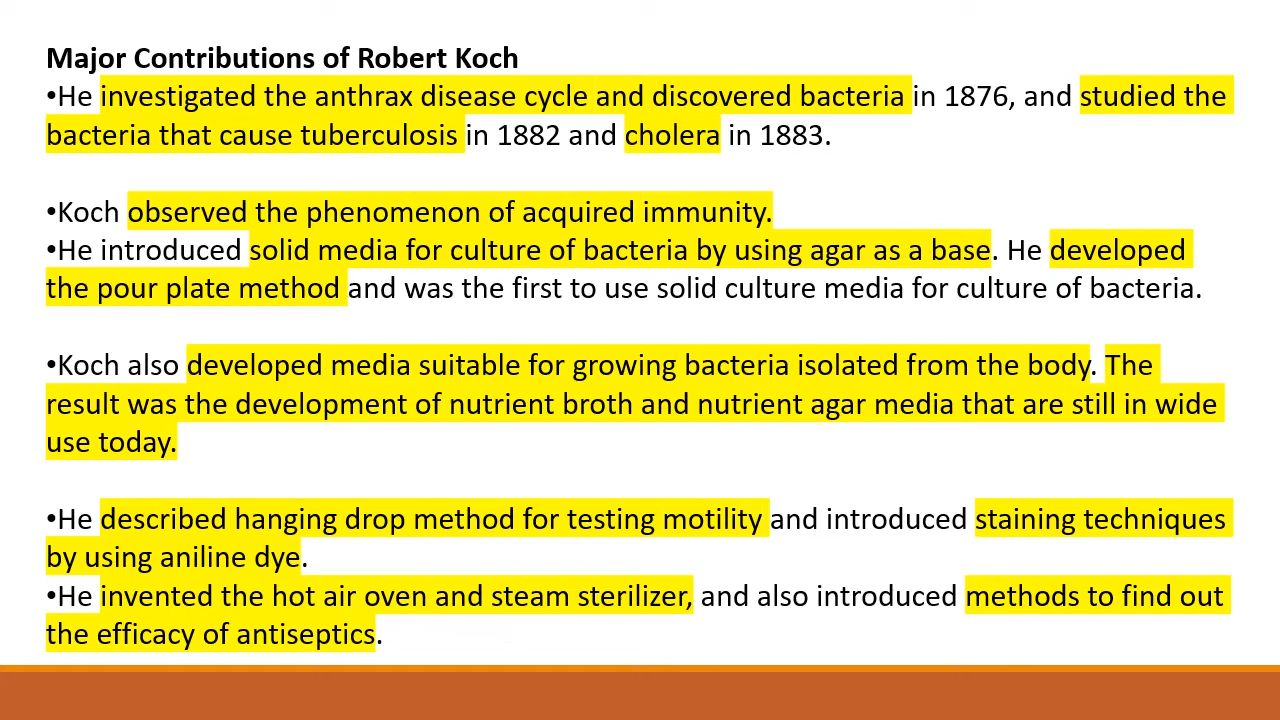 Major Contributions of Robert Koch
•He investigated the anthrax disease cycle and discovered bacteria in 1876, and studied the
bacteria that cause tuberculosis in 1882 and cholera in 1883.
•Koch observed the phenomenon of acquired immunity.
•He introduced solid media for culture of bacteria by using agar as a base. He developed
the pour plate method and was the first to use solid culture media for culture of bacteria.
•Koch also developed media suitable for growing bacteria isolated from the body. The
result was the development of nutrient broth and nutrient agar media that are still in wide
use today.
•He described hanging drop method for testing motility and introduced staining techniques
by using aniline dye.
•He invented the hot air oven and steam sterilizer, and also introduced methods to find out
the efficacy of antiseptics.